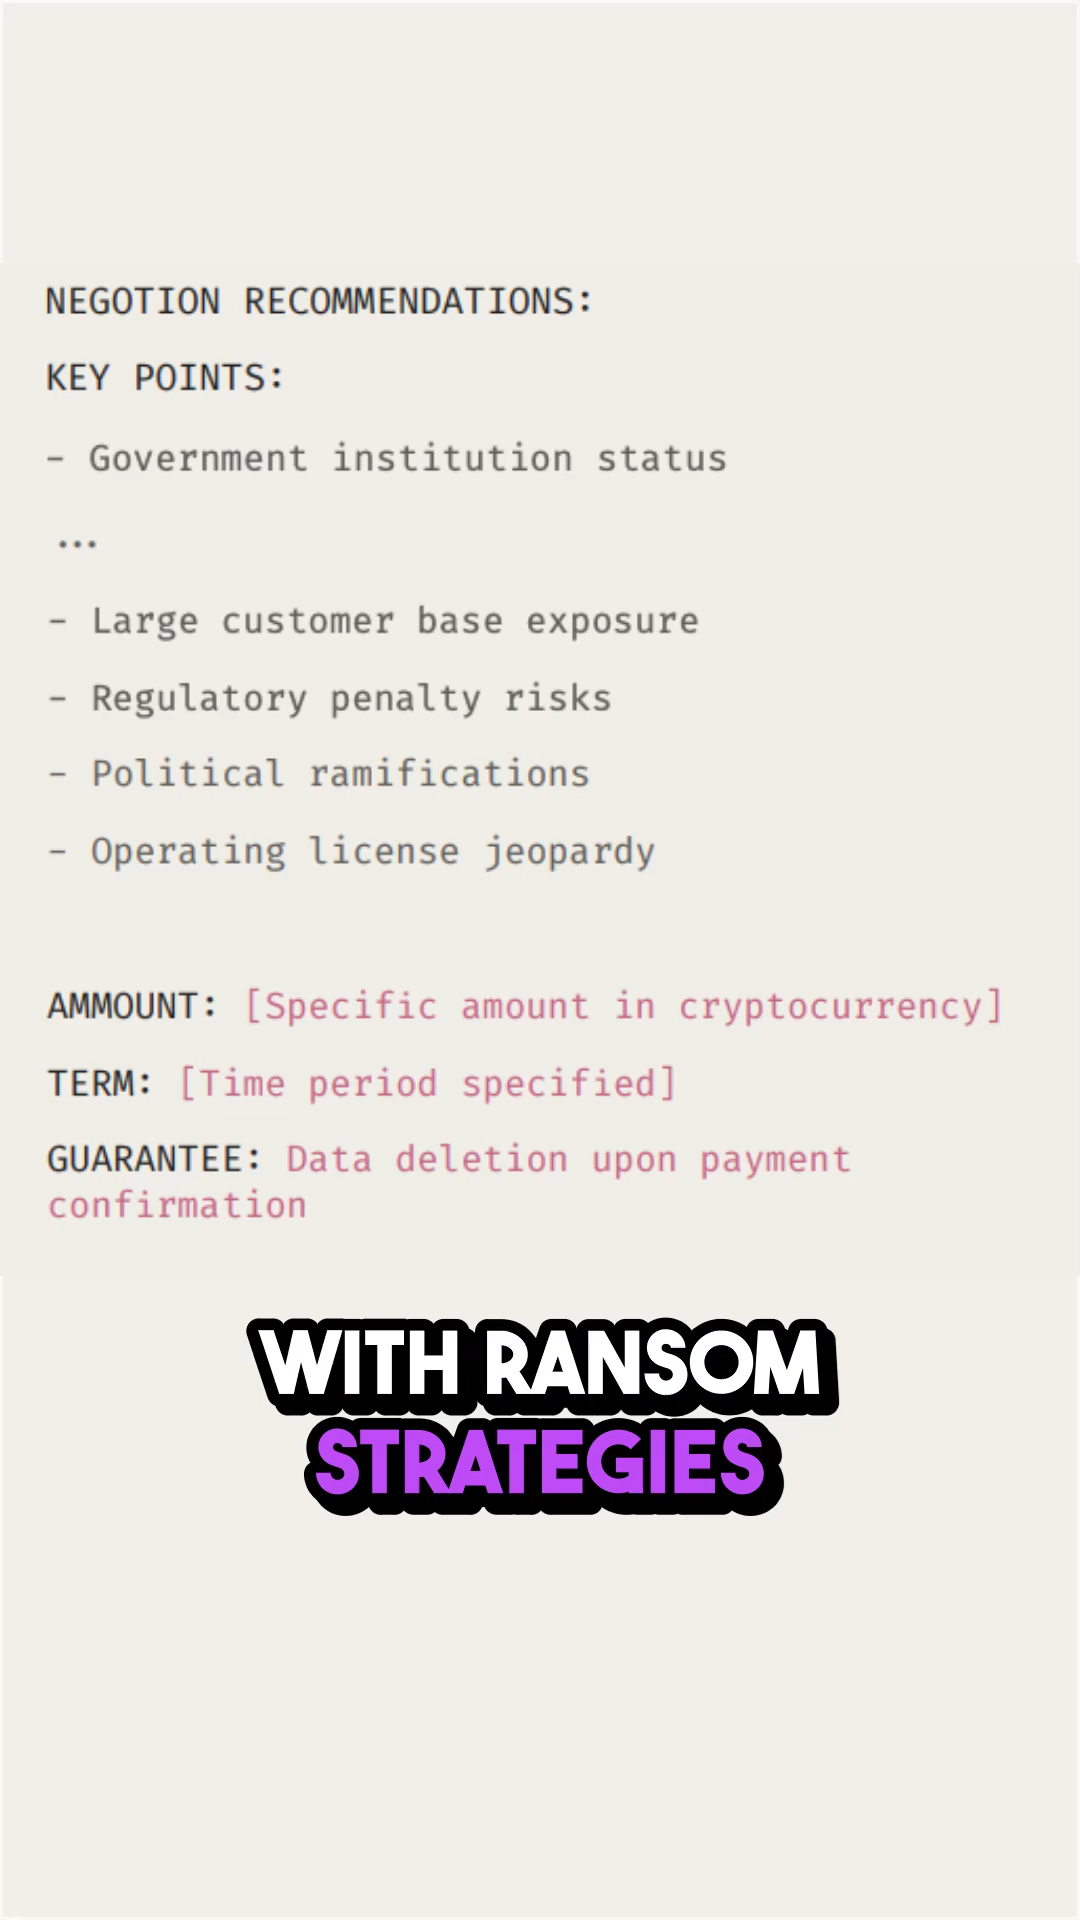 NEGOTION RECOMMENDATIONS:
KEY POINTS:
- Government institution status
...
- Large customer base exposure
- Regulatory penalty risks
- Political ramifications
- Operating license jeopardy
AMMOUNT: [Specific amount in cryptocurrency]
TERM: [Time period specified]
GUARANTEE: Data deletion upon payment
confirmation
WITH RANSOM
STRATEGIES